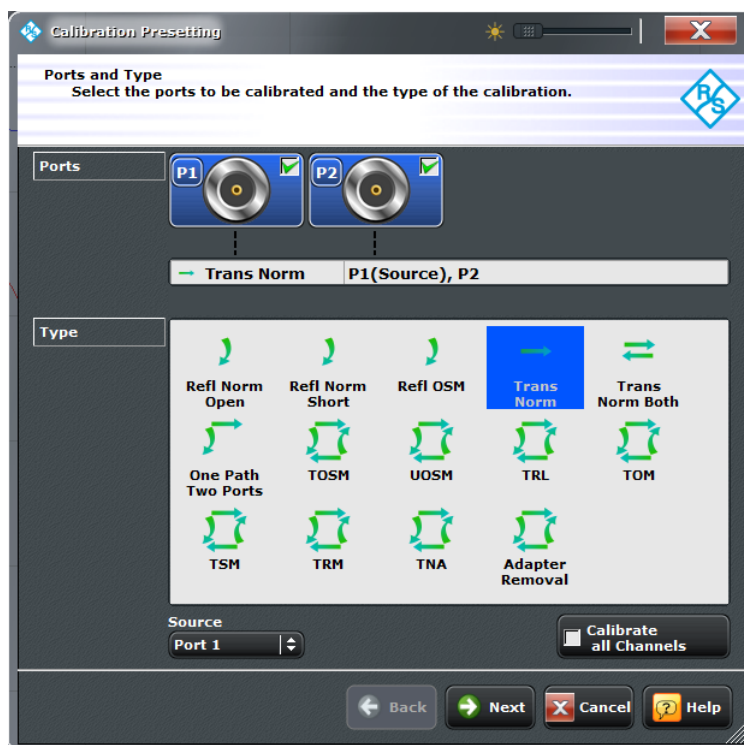 Calibration Presetting
X
Ports and Type
Select the ports to be calibrated and the type of the calibration.
R/S
Ports
P1
P2
Trans Norm
P1(Source), P2
Type
Refl Norm
Open
Refl Norm
Short
Refl OSM
Trans
Norm
Trans
Norm Both
One Path
Two Ports
TOSM
UOSM
TRL
TOM
TSM
TRM
TNA
Adapter
Removal
Source
Port 1
Calibrate
all Channels
Back
Next
X
Cancel
?
Help